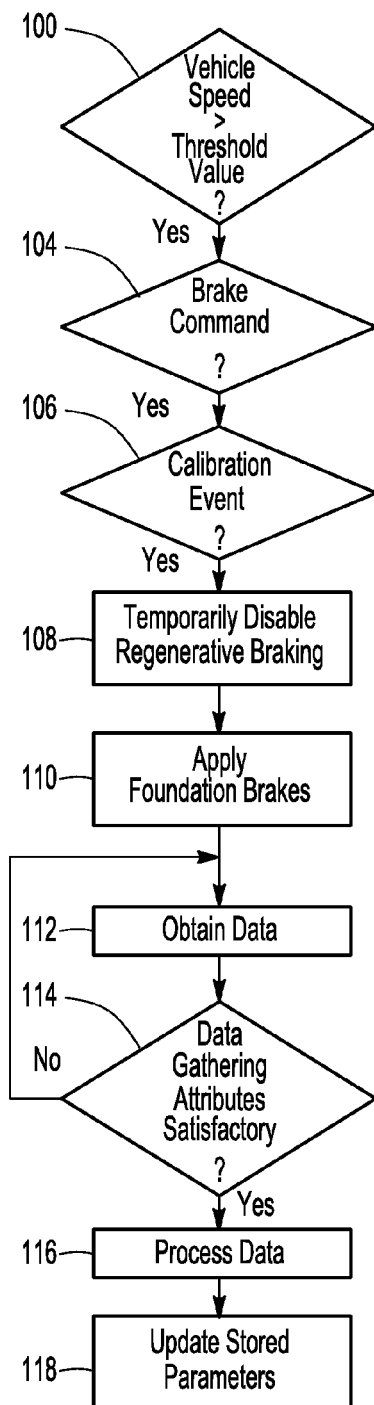 100
Vehicle
Speed
>
Threshold
Value
?
Yes
104
Brake
Command
?
Yes
106
Calibration
Event
?
Yes
108
Temporarily Disable
Regenerative Braking
110
Apply
Foundation Brakes
112
Obtain Data
114
No
Data
Gathering
Attributes
Satisfactory
?
Yes
116
Process Data
118
Update Stored
Parameters